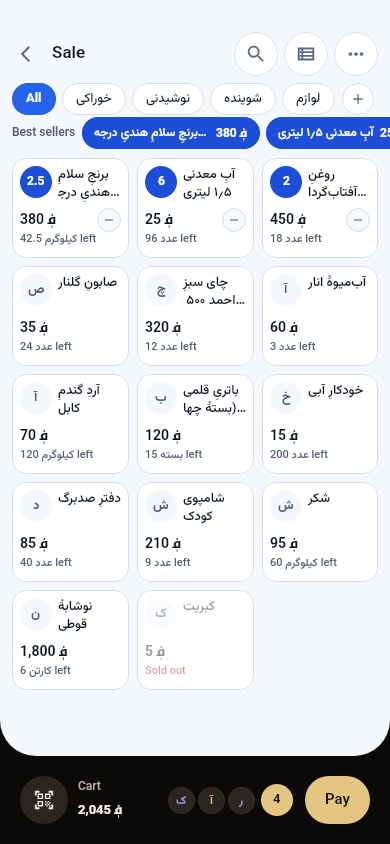 Sale
All
خوراکی
نوشیدنی
شوینده
لوازم
Best sellers
برنج سلامِ هندیِ درجه…
؋ 380
آبِ معدنی ۱٫۵ لیتری
25
2.5
برنجِ سلامِ هندیِ درجـ…
؋ 380
42.5 کیلوگرم left
6
آبِ معدنی ۱٫۵ لیتری
؋ 25
96 عدد left
2
روغنِ آفتاب‌گردا…
؋ 450
18 عدد left
ص
صابونِ گلنار
؋ 35
24 عدد left
چ
چای سبزِ احمد ۵۰۰…
؋ 320
12 عدد left
آ
آب‌میوهٔ انار
؋ 60
3 عدد left
آ
آردِ گندمِ کابل
؋ 70
120 کیلوگرم left
ب
باتریِ قلمی (بستهٔ چها…
؋ 120
15 بسته left
خ
خودکارِ آبی
؋ 15
200 عدد left
د
دفترِ صدبرگ
؋ 85
40 عدد left
ش
شامپوی کودک
؋ 210
9 عدد left
ش
شکر
؋ 95
60 کیلوگرم left
ن
نوشابهٔ قوطی
؋ 1,800
6 کارتن left
ک
کبریت
؋ 5
Sold out
Cart
؋ 2,045
ک
آ
ر
4
Pay